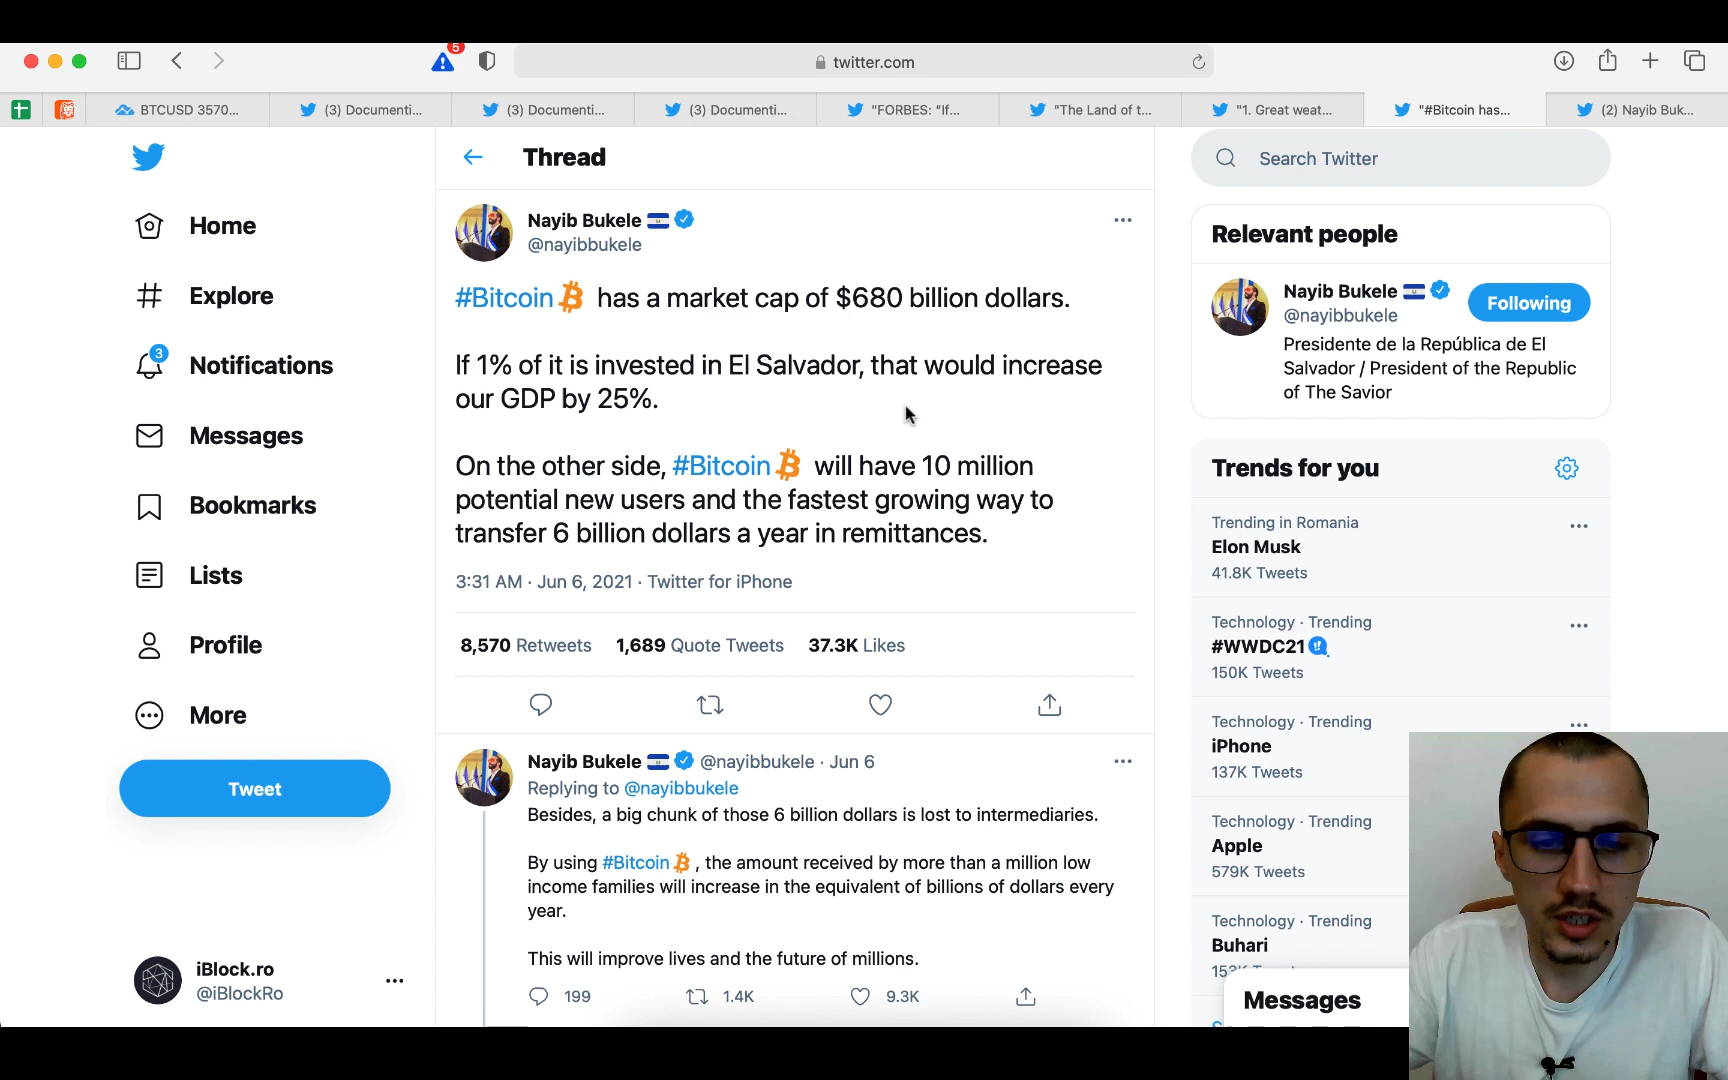 5
twitter.com
BTCUSD 3570...
(3) Documenti...
(3) Documenti...
(3) Documenti...
"FORBES: "If...
"The Land of t...
"1. Great weat...
"#Bitcoin has...
(2) Nayib Buk...
Home
Explore
3
Notifications
Messages
Bookmarks
Lists
Profile
More
Tweet
iBlock.ro
@iBlockRo
Thread
Nayib Bukele
@nayibbukele
#Bitcoin has a market cap of $680 billion dollars.
If 1% of it is invested in El Salvador, that would increase
our GDP by 25%.
On the other side, #Bitcoin will have 10 million
potential new users and the fastest growing way to
transfer 6 billion dollars a year in remittances.
3:31 AM · Jun 6, 2021 · Twitter for iPhone
8,570 Retweets 1,689 Quote Tweets 37.3K Likes
Nayib Bukele @nayibbukele · Jun 6
Replying to @nayibbukele
Besides, a big chunk of those 6 billion dollars is lost to intermediaries.
By using #Bitcoin , the amount received by more than a million low
income families will increase in the equivalent of billions of dollars every
year.
This will improve lives and the future of millions.
199 1.4K 9.3K
Search Twitter
Relevant people
Nayib Bukele
@nayibbukele
Following
Presidente de la República de El
Salvador / President of the Republic
of The Savior
Trends for you
Trending in Romania
Elon Musk
41.8K Tweets
Technology · Trending
#WWDC21
150K Tweets
Technology · Trending
iPhone
137K Tweets
Technology · Trending
Apple
579K Tweets
Technology · Trending
Buhari
Messages